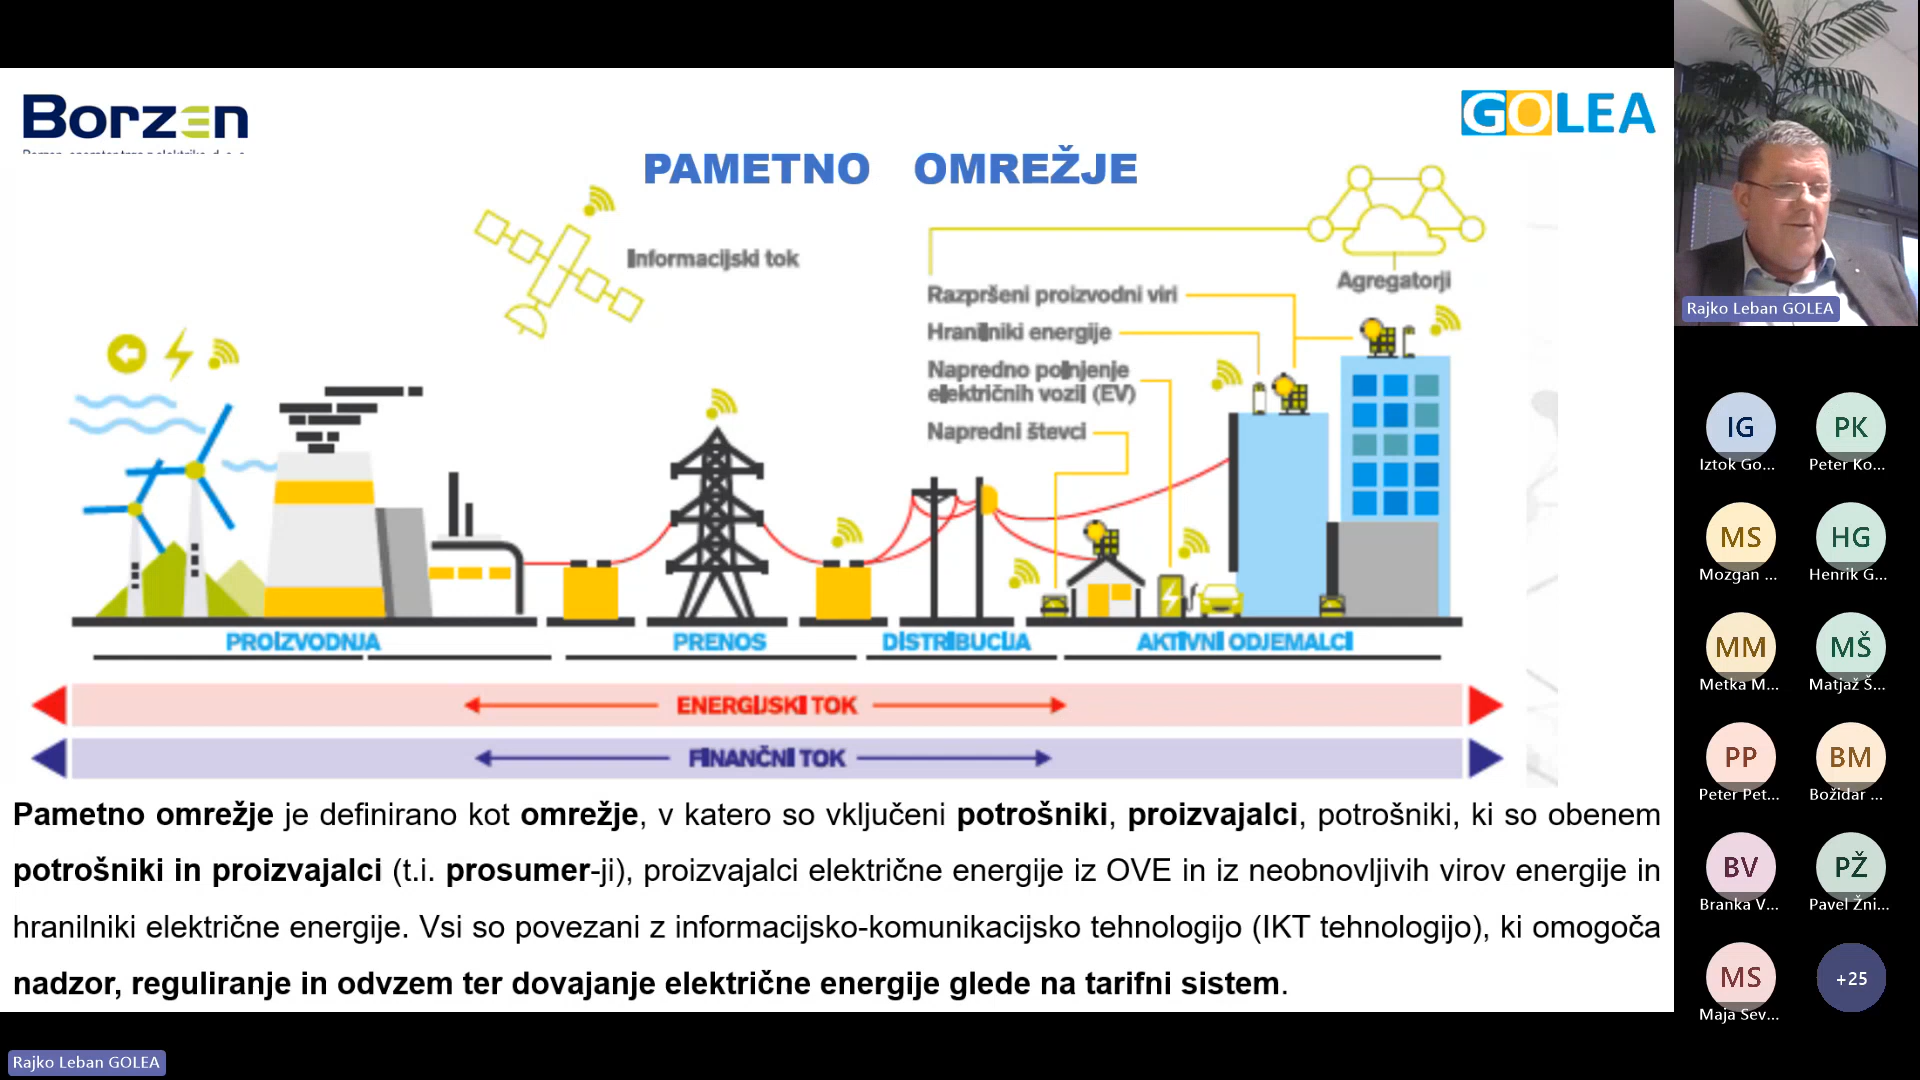 Borzen
GOLEA
PAMETNO OMREŽJE
Informacijski tok
Agregatorji
Razpršeni proizvodni viri
Hranilniki energije
Napredno polnjenje
električnih vozil (EV)
Napredni števci
PROIZVODNJA
PRENOS
DISTRIBUCIJA
AKTIVNI ODJEMALCI
ENERGIJSKI TOK
FINANČNI TOK
Pametno omrežje je definirano kot omrežje, v katero so vključeni potrošniki, proizvajalci, potrošniki, ki so obenem
potrošniki in proizvajalci (t.i. prosumer-ji), proizvajalci električne energije iz OVE in iz neobnovljivih virov energije in
hranilniki električne energije. Vsi so povezani z informacijsko-komunikacijsko tehnologijo (IKT tehnologijo), ki omogoča
nadzor, reguliranje in odvzem ter dovajanje električne energije glede na tarifni sistem.
Rajko Leban GOLEA
Rajko Leban GOLEA
IG
PK
Iztok Go...
Peter Ko...
MS
HG
Mozgan ...
Henrik G...
MM
MŠ
Metka M...
Matjaž Š...
PP
BM
Peter Pet...
Božidar ...
BV
PŽ
Branka V...
Pavel Žni...
MS
+25
Maja Sev...